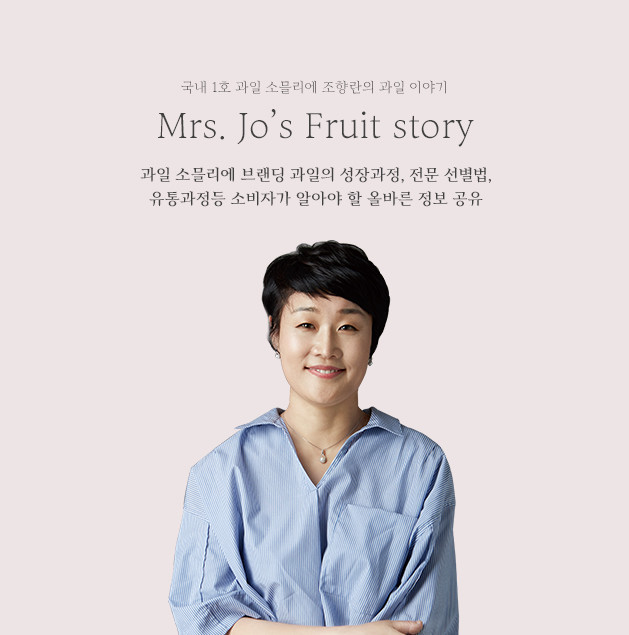 국내 1호 과일 소믈리에 조향란의 과일 이야기
Mrs. Jo’s Fruit story
과일 소믈리에 브랜딩 과일의 성장과정, 전문 선별법,
유통과정등 소비자가 알아야 할 올바른 정보 공유